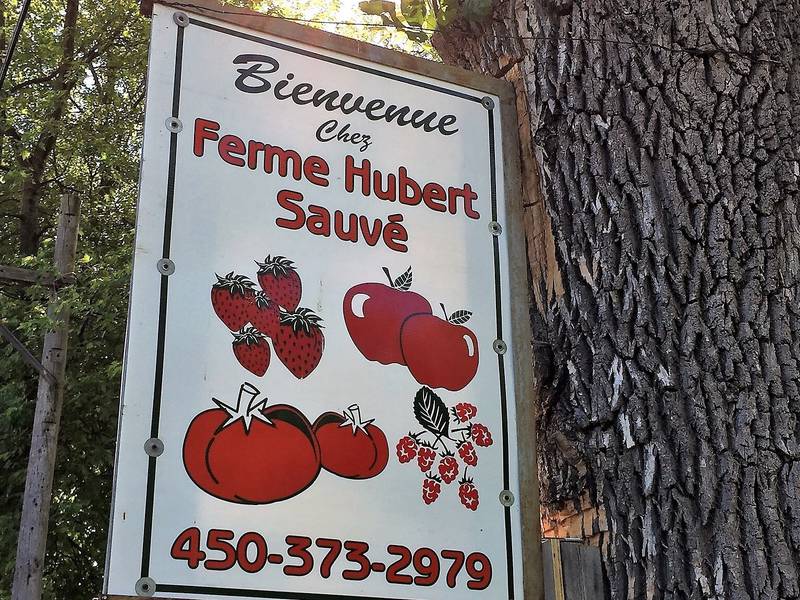 Bienvenue
Chez
Ferme Hubert
Sauvé
450-373-2979